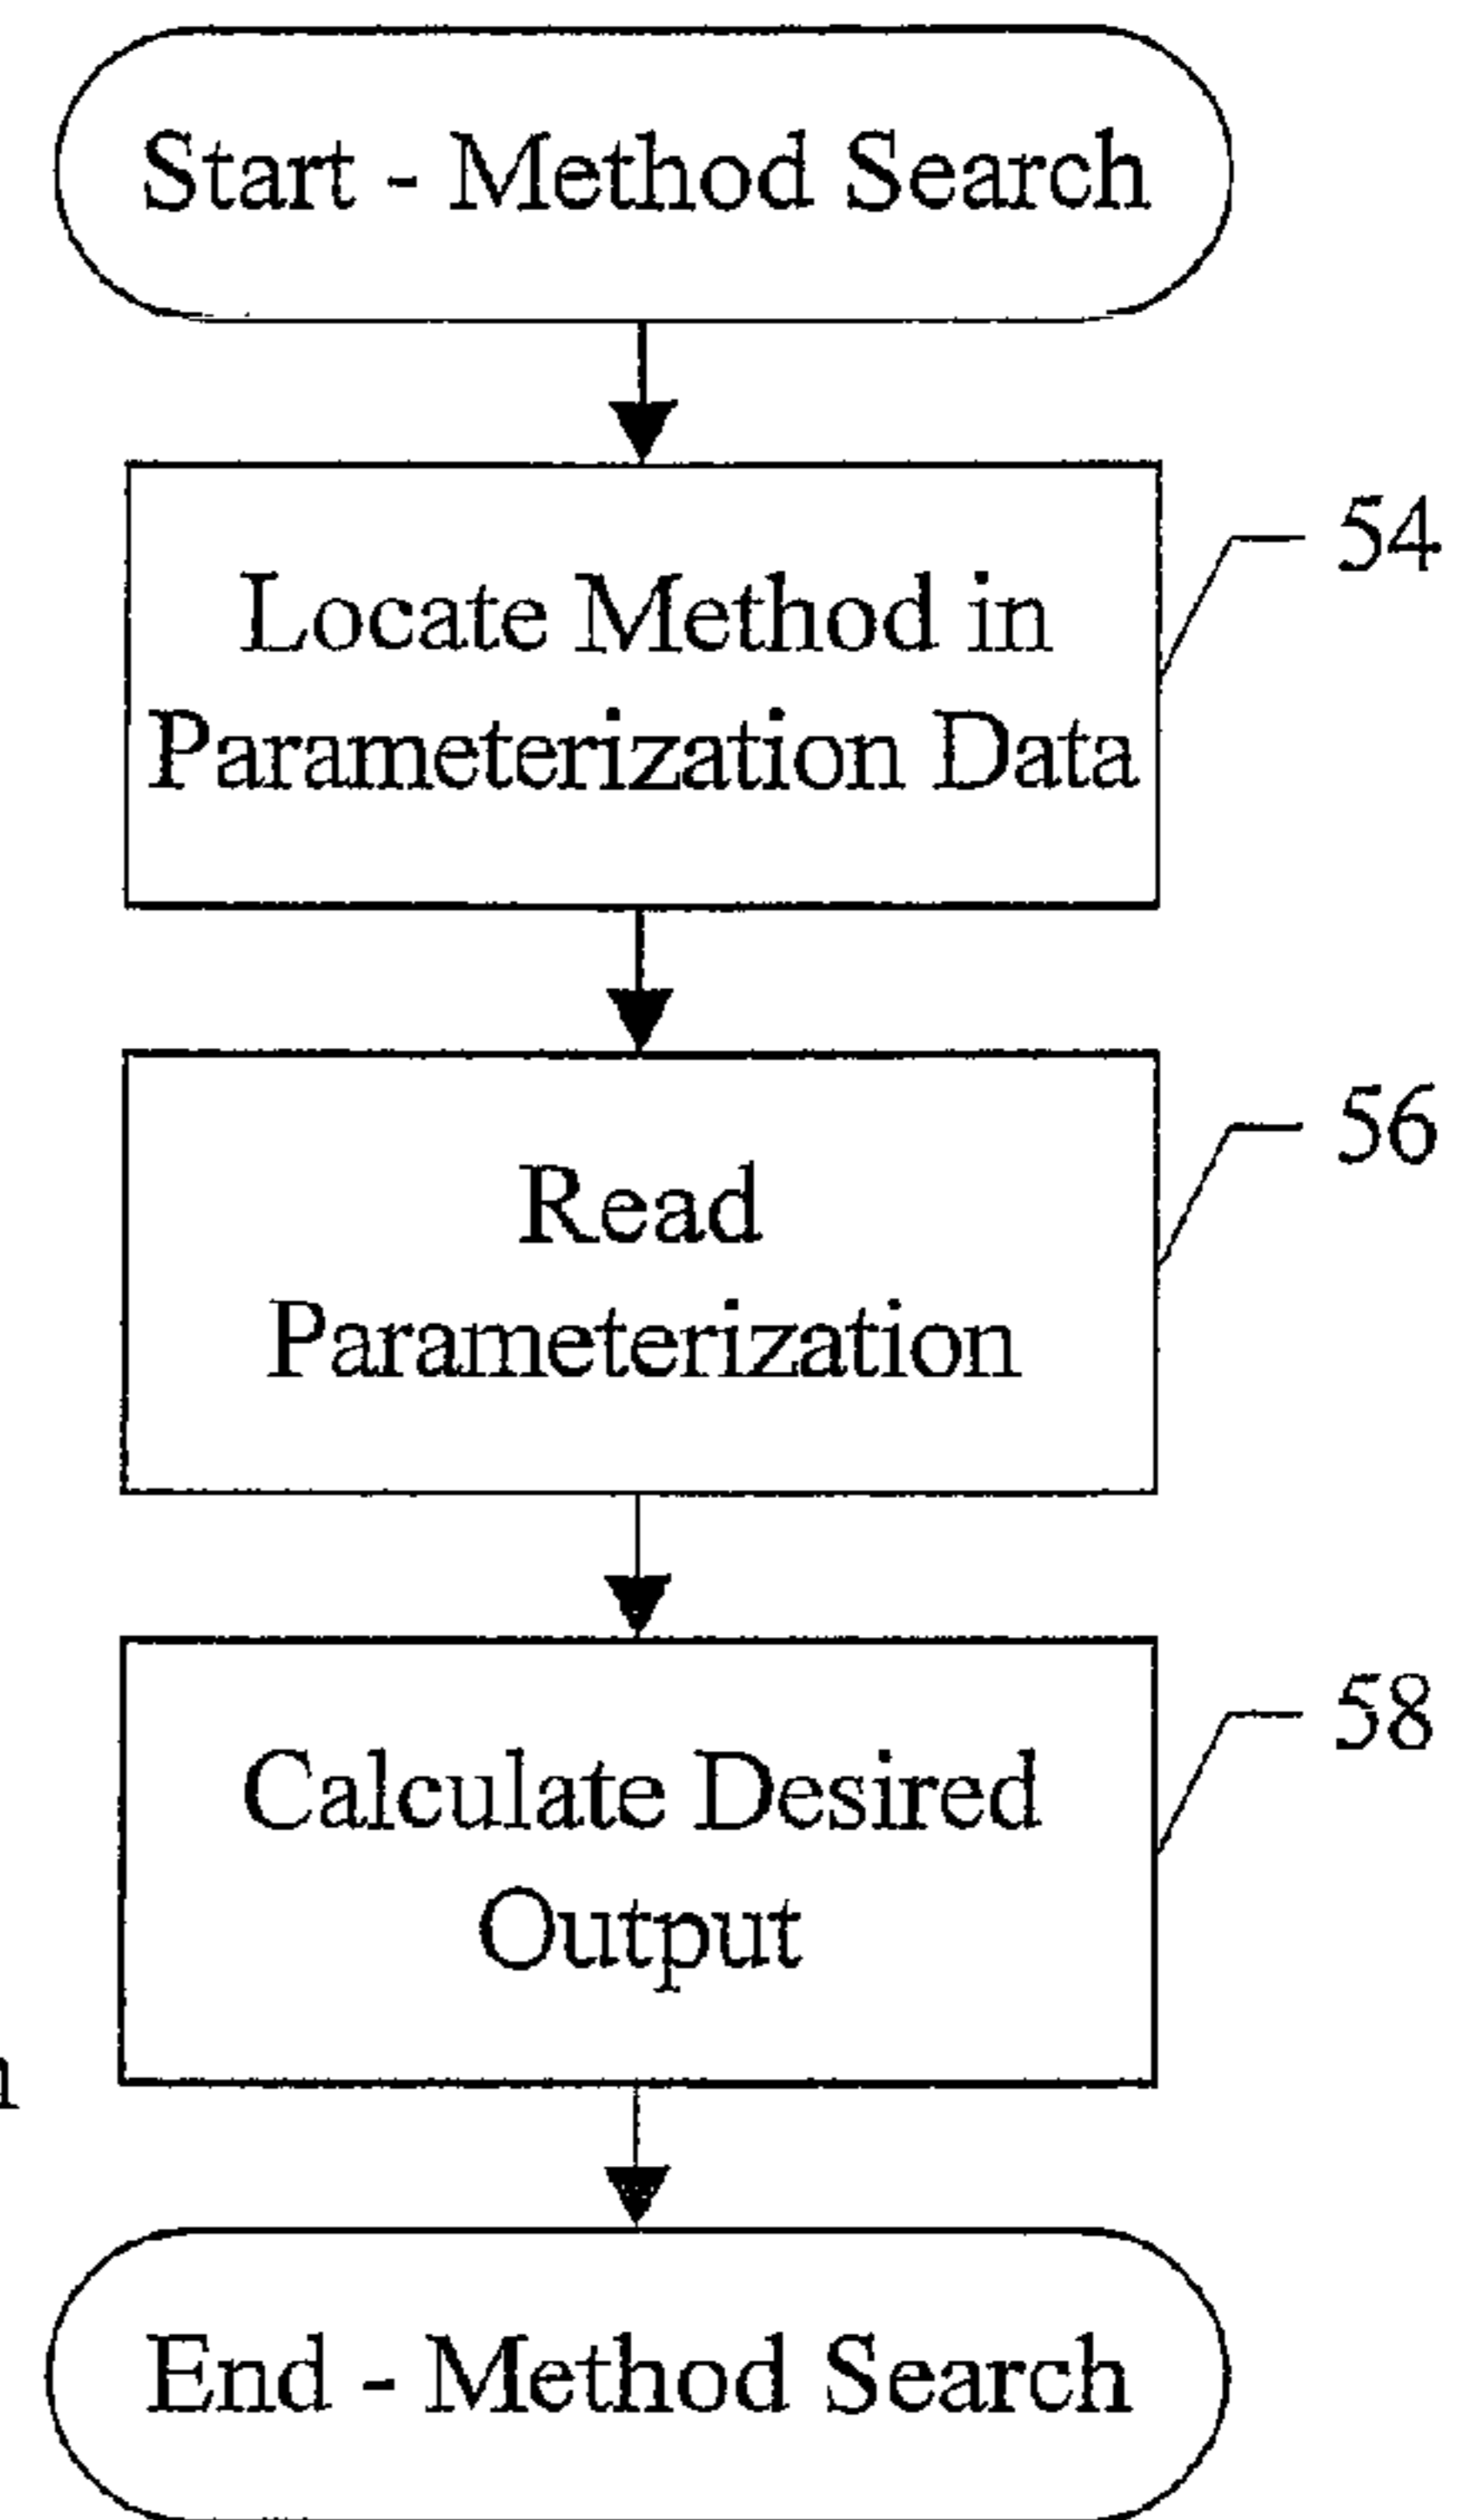 Start - Method Search
54
Locate Method in
Parameterization Data
56
Read
Parameterization
58
Calculate Desired
Output
End - Method Search